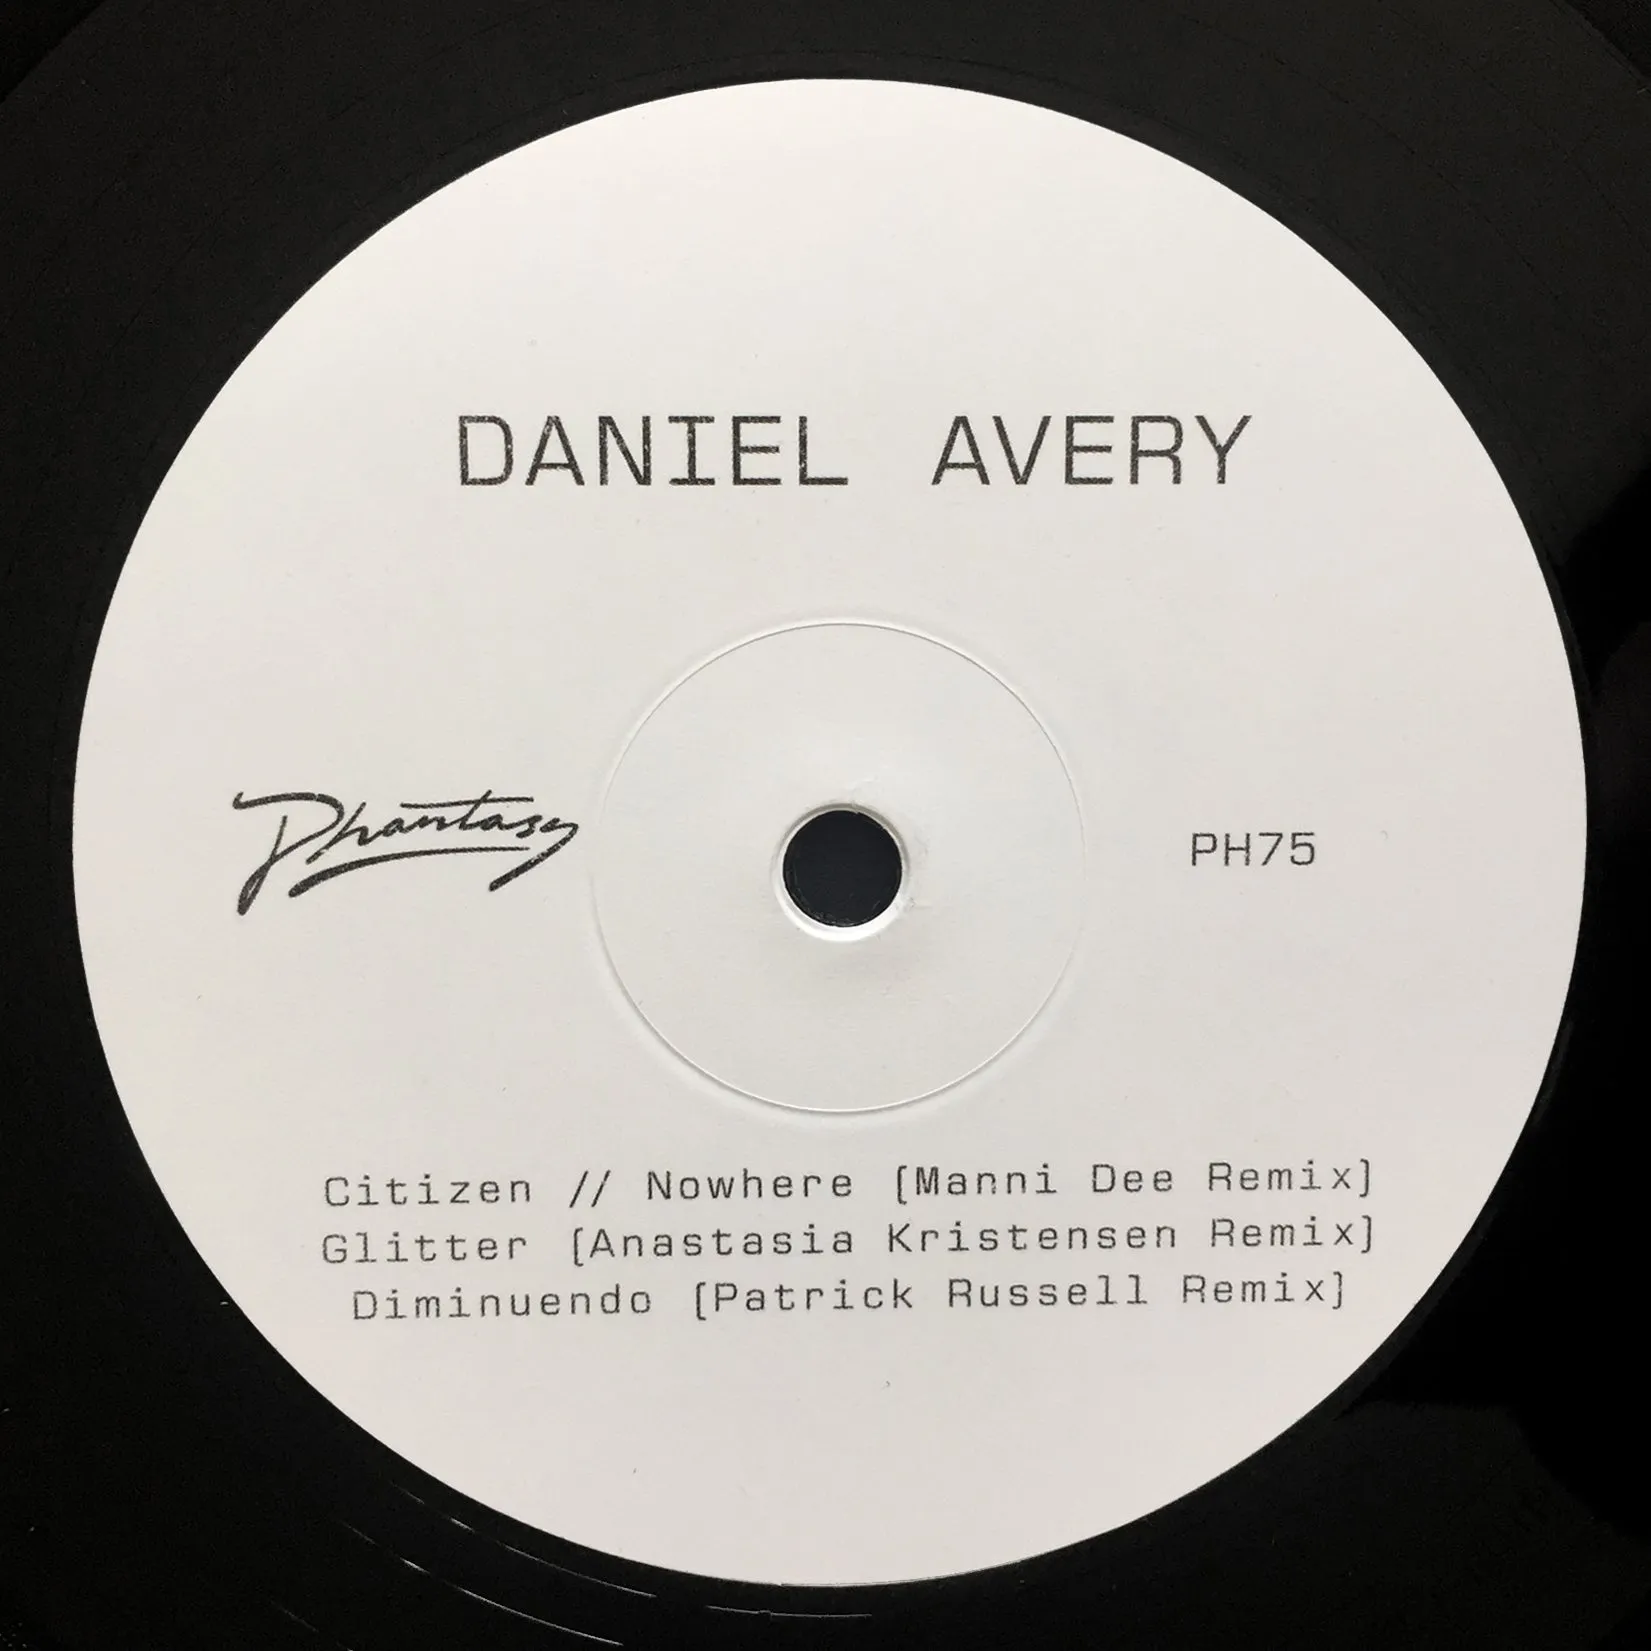 DANIEL AVERY
Phantasy
PH75
Citizen // Nowhere [Manni Dee Remix]
Glitter [Anastasia Kristensen Remix]
Diminuendo [Patrick Russell Remix]